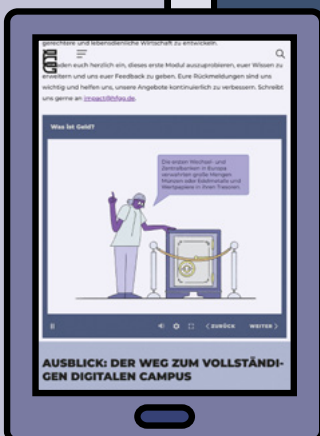 gerechtere und lebensdienliche Wirtschaft zu entwickeln.
laden euch herzlich ein, dieses erste Modul auszuprobieren, euer Wissen zu
erweitern und uns euer Feedback zu geben. Eure Rückmeldungen sind uns
wichtig und helfen uns, unsere Angebote kontinuierlich zu verbessern. Schreibt
uns gerne an impact@hfgg.de.
Was ist Geld?
Die ersten Wechsel- und
Zentralbanken in Europa
verwahrten große Mengen
Münzen oder Edelmetalle und
Wertpapiere in ihren Tresoren.
ZURÜCK
WEITER
AUSBLICK: DER WEG ZUM VOLLSTÄNDI-
GEN DIGITALEN CAMPUS